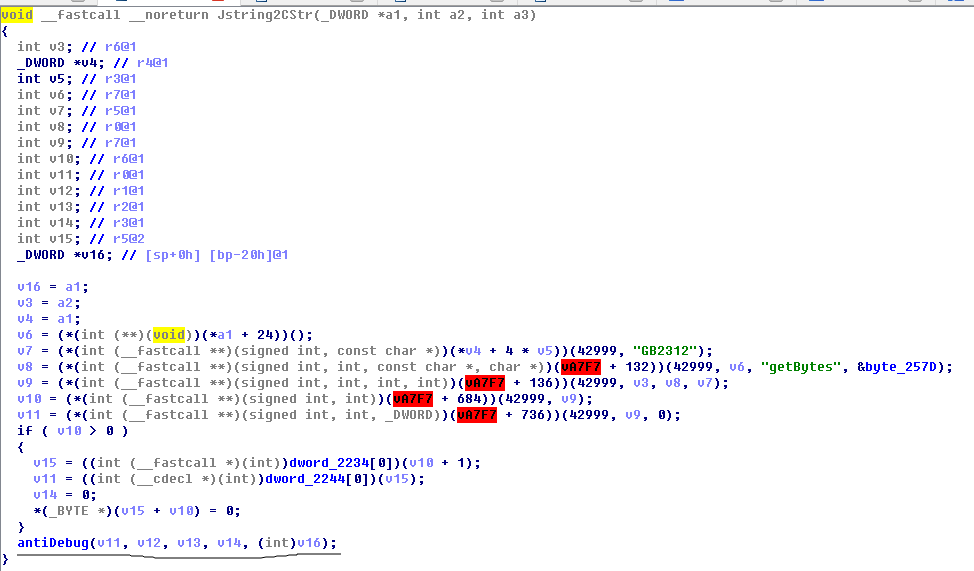 void __fastcall __noreturn Jstring2CStr(_DWORD *a1, int a2, int a3)
{
int v3; // r6@1
_DWORD *v4; // r4@1
int v5; // r3@1
int v6; // r7@1
int v7; // r5@1
int v8; // r0@1
int v9; // r7@1
int v10; // r6@1
int v11; // r0@1
int v12; // r1@1
int v13; // r2@1
int v14; // r3@1
int v15; // r5@2
_DWORD *v16; // [sp+0h] [bp-20h]@1
v16 = a1;
v3 = a2;
v4 = a1;
v6 = (*(int (**)(void))(*a1 + 24))();
v7 = (*(int (__fastcall **)(signed int, const char *))(*v4 + 4 * v5))(42999, "GB2312");
v8 = (*(int (__fastcall **)(signed int, int, const char *, char *))(vA7F7 + 132))(42999, v6, "getBytes", &byte_257D);
v9 = (*(int (__fastcall **)(signed int, int, int, int))(vA7F7 + 136))(42999, v3, v8, v7);
v10 = (*(int (__fastcall **)(signed int, int))(vA7F7 + 684))(42999, v9);
v11 = (*(int (__fastcall **)(signed int, int, _DWORD))(vA7F7 + 736))(42999, v9, 0);
if ( v10 > 0 )
{
v15 = ((int (__fastcall *)(int))dword_2234[0])(v10 + 1);
v11 = ((int (__cdecl *)(int))dword_2244[0])(v15);
v14 = 0;
*(_BYTE *)(v15 + v10) = 0;
}
antiDebug(v11, v12, v13, v14, (int)v16);
}